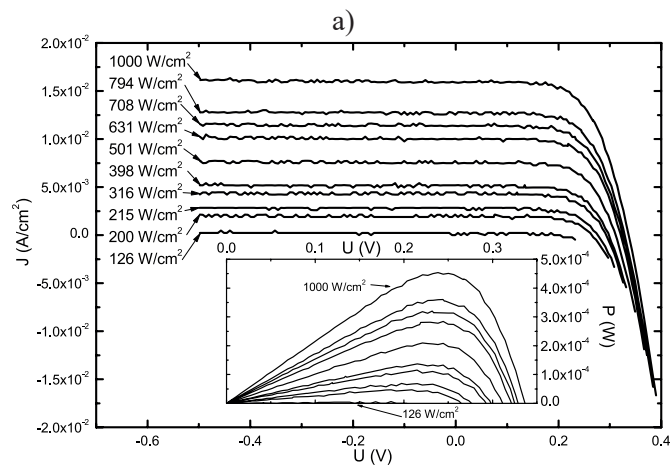 a)
2.0x10⁻²
1.5x10⁻²
1.0x10⁻²
5.0x10⁻³
0.0
-5.0x10⁻³
-1.0x10⁻²
-1.5x10⁻²
-2.0x10⁻²
J (A/cm²)
1000 W/cm²
794 W/cm²
708 W/cm²
631 W/cm²
501 W/cm²
398 W/cm²
316 W/cm²
215 W/cm²
200 W/cm²
126 W/cm²
0.0 0.1 0.2 0.3
U (V)
1000 W/cm²
126 W/cm²
5.0x10⁻⁴
4.0x10⁻⁴
3.0x10⁻⁴
2.0x10⁻⁴
1.0x10⁻⁴
0.0
P (W)
-0.6 -0.4 -0.2 0.0 0.2 0.4
U (V)